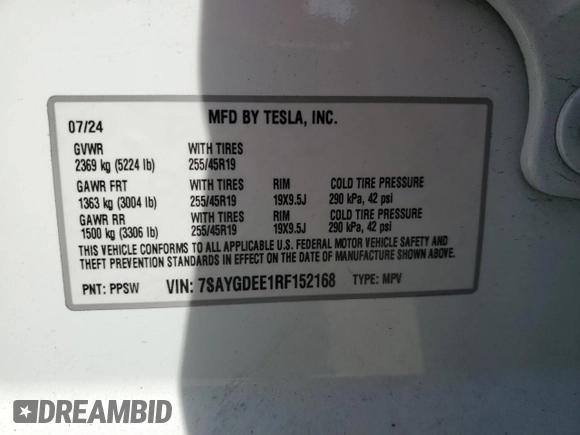 MFD BY TESLA, INC.
07/24
GVWR WITH TIRES
2369 kg (5224 lb) 255/45R19
GAWR FRT WITH TIRES RIM COLD TIRE PRESSURE
1363 kg (3004 lb) 255/45R19 19X9.5J 290 kPa, 42 psi
GAWR RR WITH TIRES RIM COLD TIRE PRESSURE
1500 kg (3306 lb) 255/45R19 19X9.5J 290 kPa, 42 psi
THIS VEHICLE CONFORMS TO ALL APPLICABLE U.S. FEDERAL MOTOR VEHICLE SAFETY AND
THEFT PREVENTION STANDARDS IN EFFECT ON THE DATE OF MANUFACTURE SHOWN ABOVE.
PNT: PPSW VIN: 7SAYGDEE1RF152168 TYPE: MPV
DREAMBID